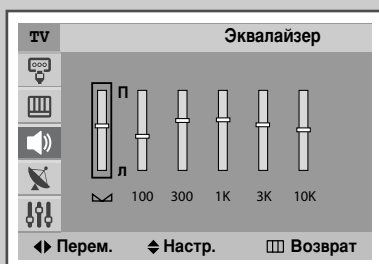 TV Эквалайзер
П
Л
100 300 1K 3K 10K
Перем. Настр. Возврат